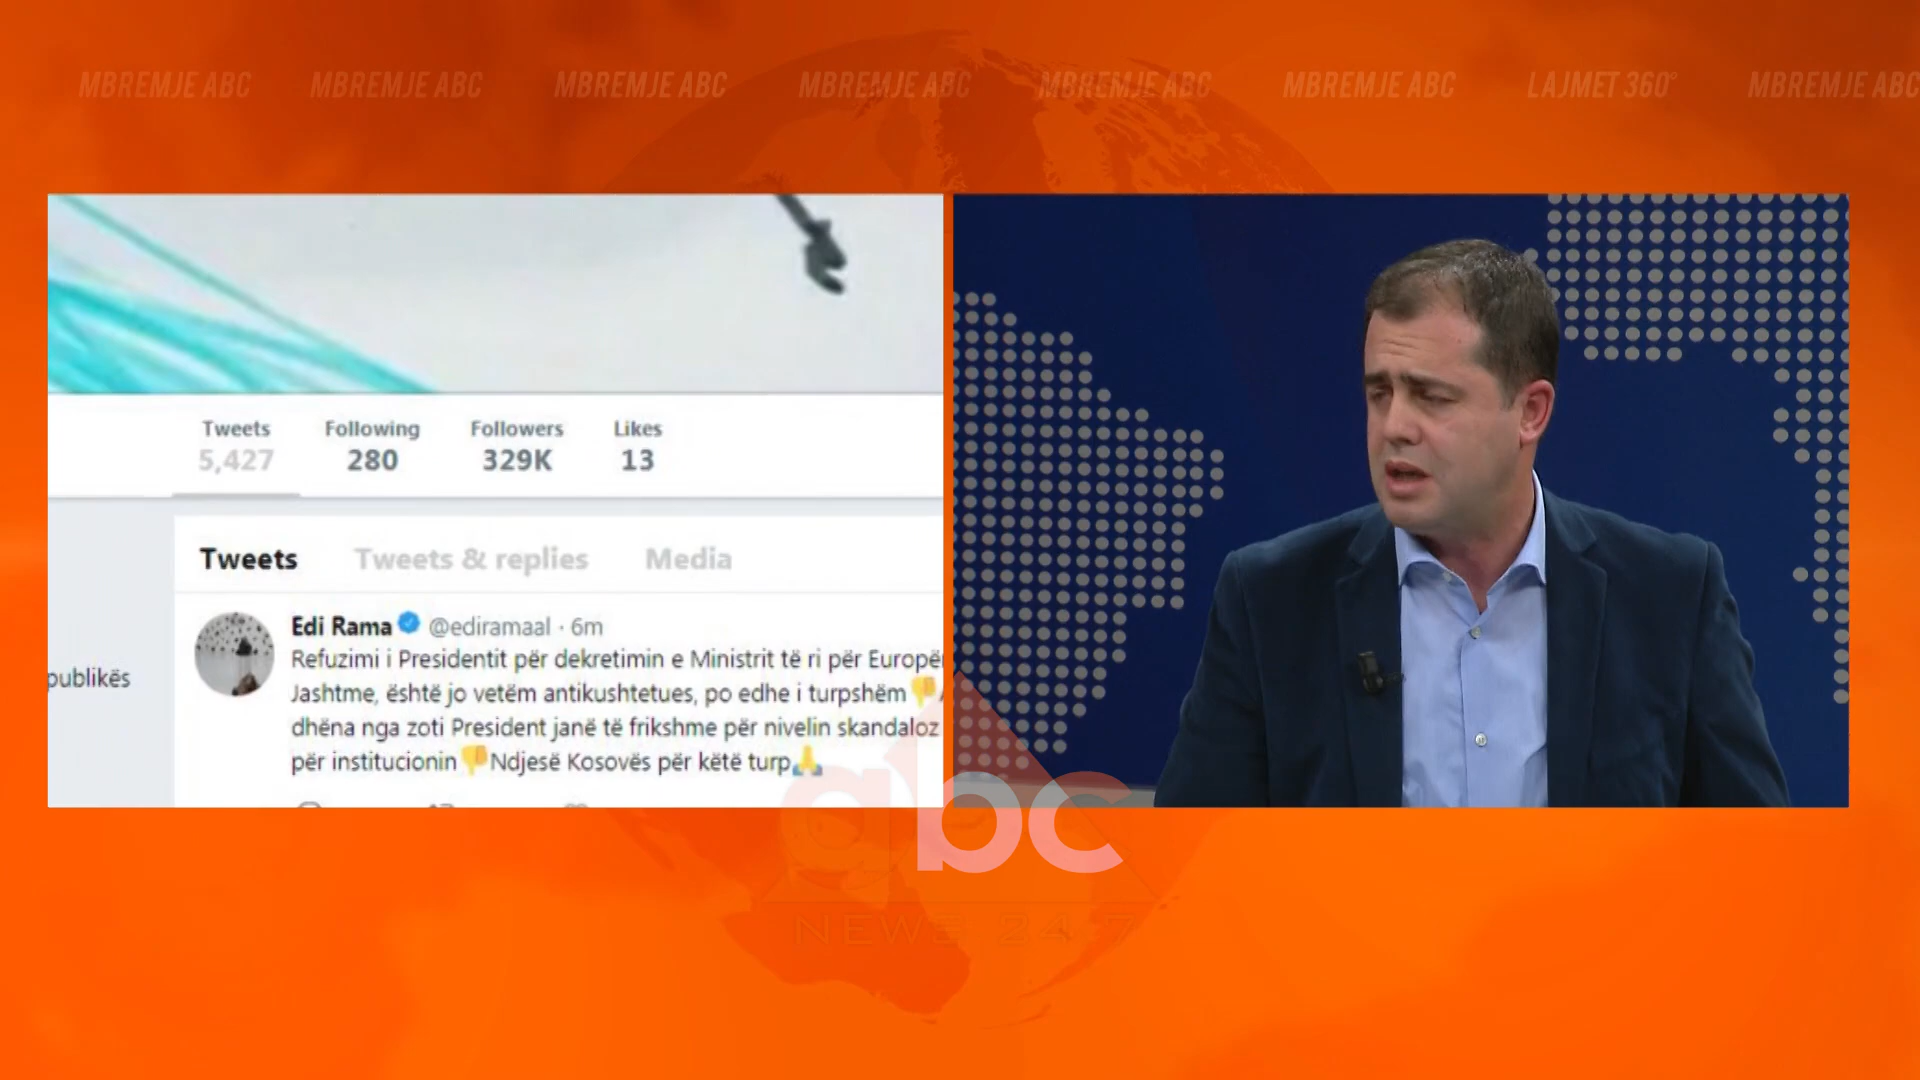 MBREMJE ABC MBREMJE ABC MBREMJE ABC MBREMJE ABC MBREMJE ABC MBREMJE ABC LAJMET 360° MBREMJE ABC
Tweets Following Followers Likes
5,427 280 329K 13
Tweets Tweets & replies Media
Edi Rama @ediramaal · 6m
Refuzimi i Presidentit për dekretimin e Ministrit të ri për Europë
publikës
Jashtme, është jo vetëm antikushtetues, po edhe i turpshëm👎
dhëna nga zoti President janë të frikshme për nivelin skandaloz
për institucionin👎Ndjesë Kosovës për këtë turp🙏
abc
NEWS 24 7